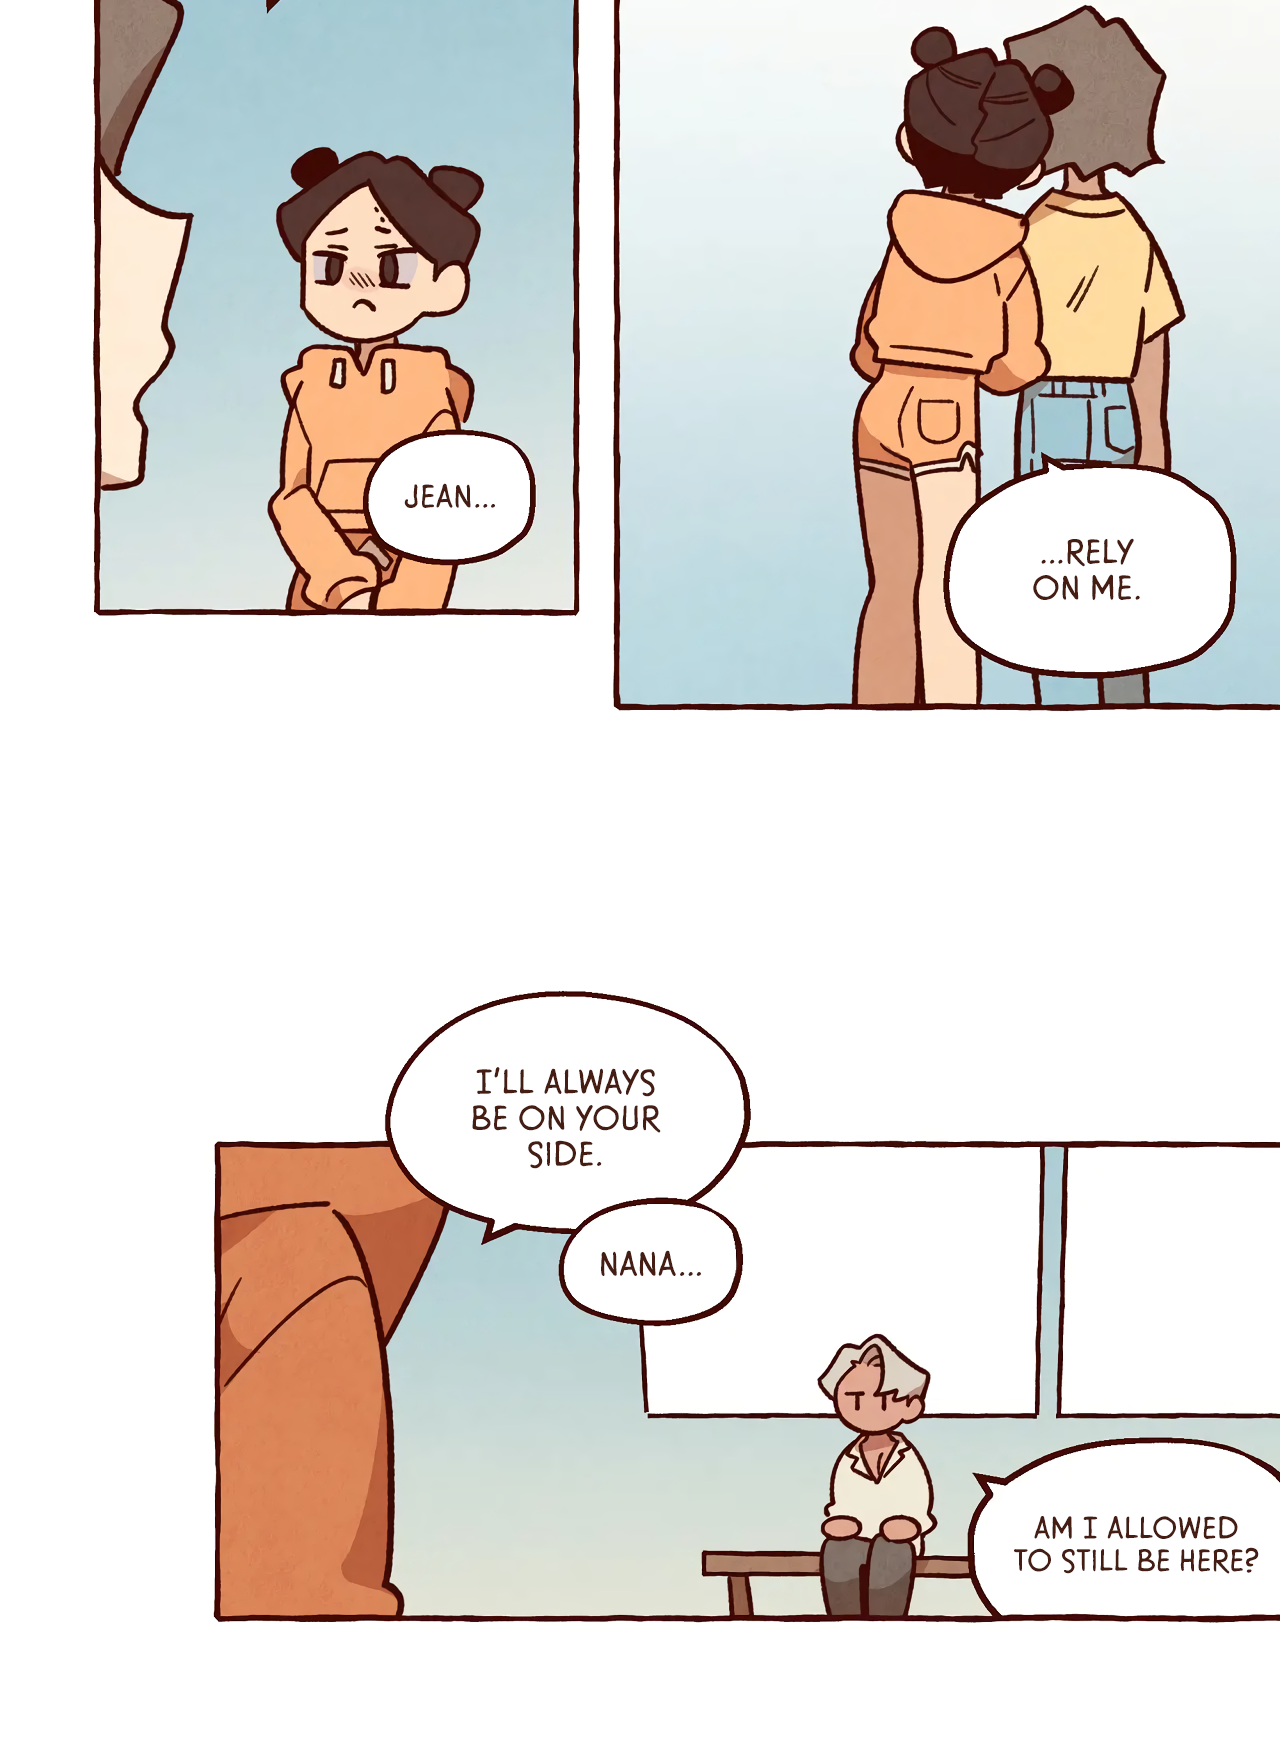 JEAN...
...RELY
ON ME.
I'LL ALWAYS
BE ON YOUR
SIDE.
NANA...
AM I ALLOWED
TO STILL BE HERE?